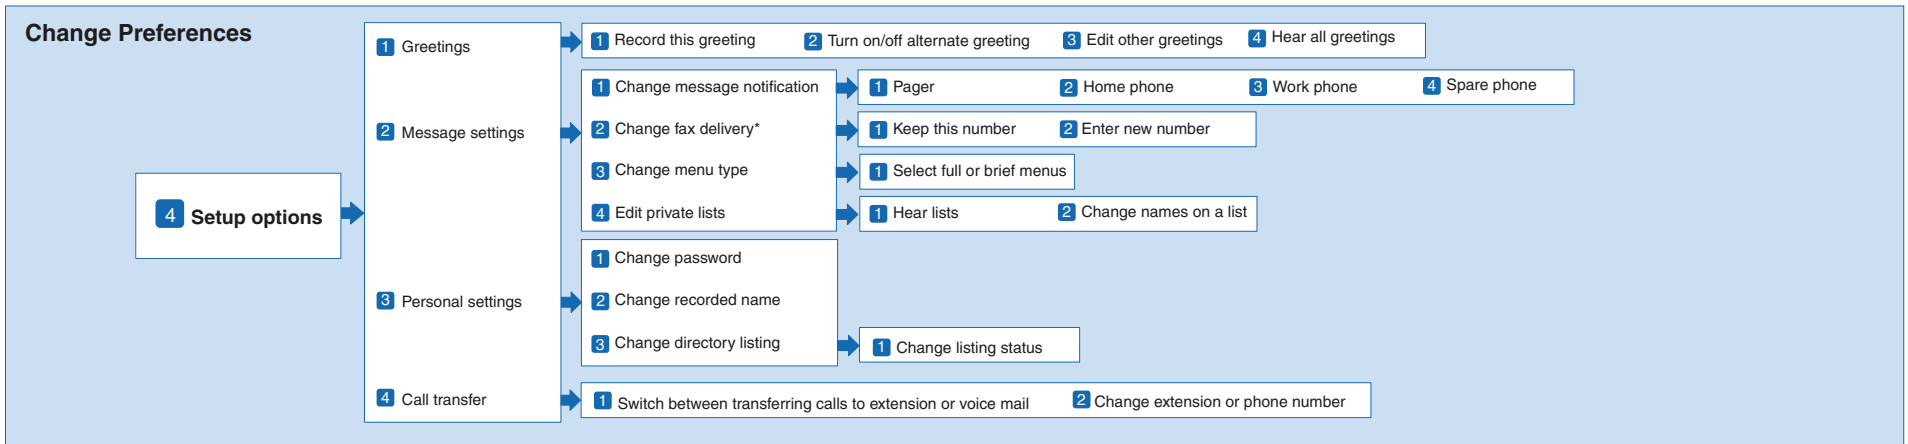 Change Preferences
1 Greetings
1 Record this greeting 2 Turn on/off alternate greeting 3 Edit other greetings 4 Hear all greetings
1 Change message notification 1 Pager 2 Home phone 3 Work phone 4 Spare phone
2 Message settings 2 Change fax delivery* 1 Keep this number 2 Enter new number
3 Change menu type 1 Select full or brief menus
4 Setup options
4 Edit private lists 1 Hear lists 2 Change names on a list
1 Change password
3 Personal settings 2 Change recorded name
3 Change directory listing 1 Change listing status
4 Call transfer 1 Switch between transferring calls to extension or voice mail 2 Change extension or phone number